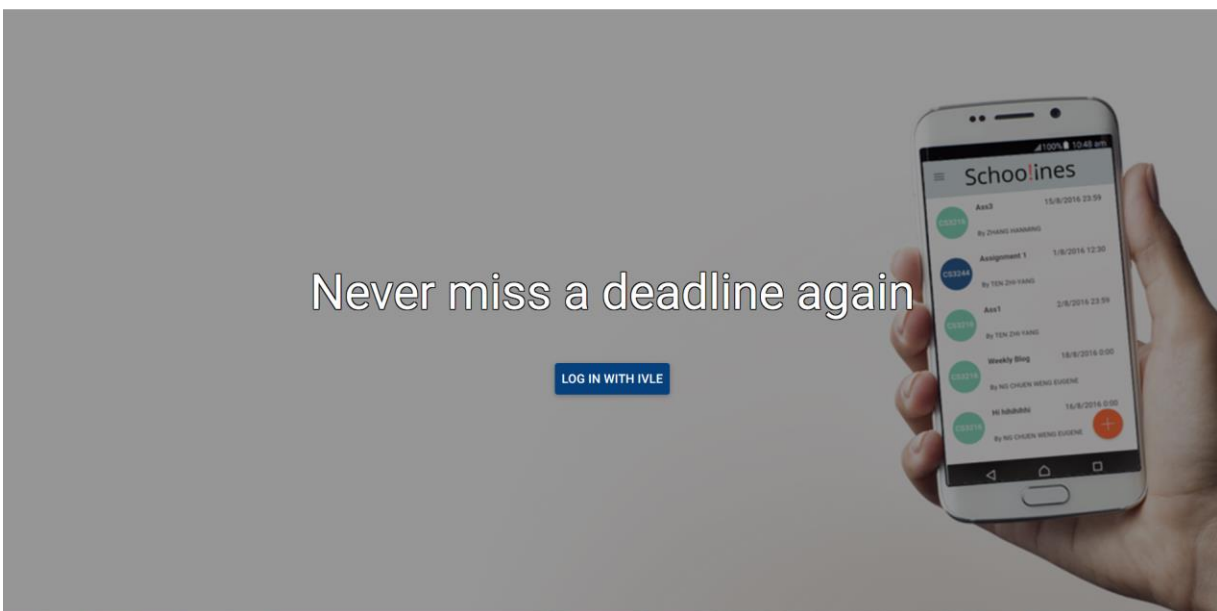 100% 10:48 am
Schoo!ines
Ass3 15/8/2016 23:59
CS3216
By ZHANG HANMING
Assignment 1 1/8/2016 12:30
CS3244
By TEN ZHI-YANG
Never miss a deadline again
Ass1 2/8/2016 23:59
CS3216
By TEN ZHI-YANG
Weekly Blog 18/8/2016 0:00
LOG IN WITH IVLE
CS3216
By NG CHUEN WENG EUGENE
Hi hihihihi 16/8/2016 0:00
CS3216
By NG CHUEN WENG EUGENE
+